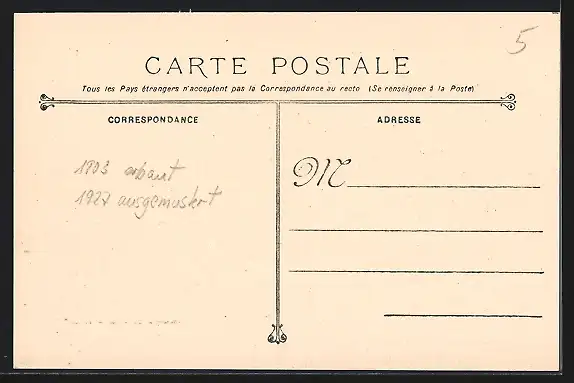 5
CARTE POSTALE
Tous les Pays étrangers n'acceptent pas la Correspondance au recto (Se renseigner à la Poste)
CORRESPONDANCE
ADRESSE
M
1903 erbaut
1927 ausgemustert